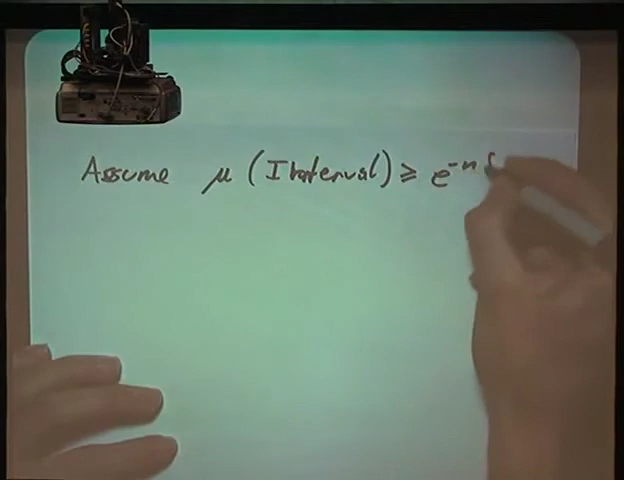 Assume μ (I Interval) ≥ e^{-n